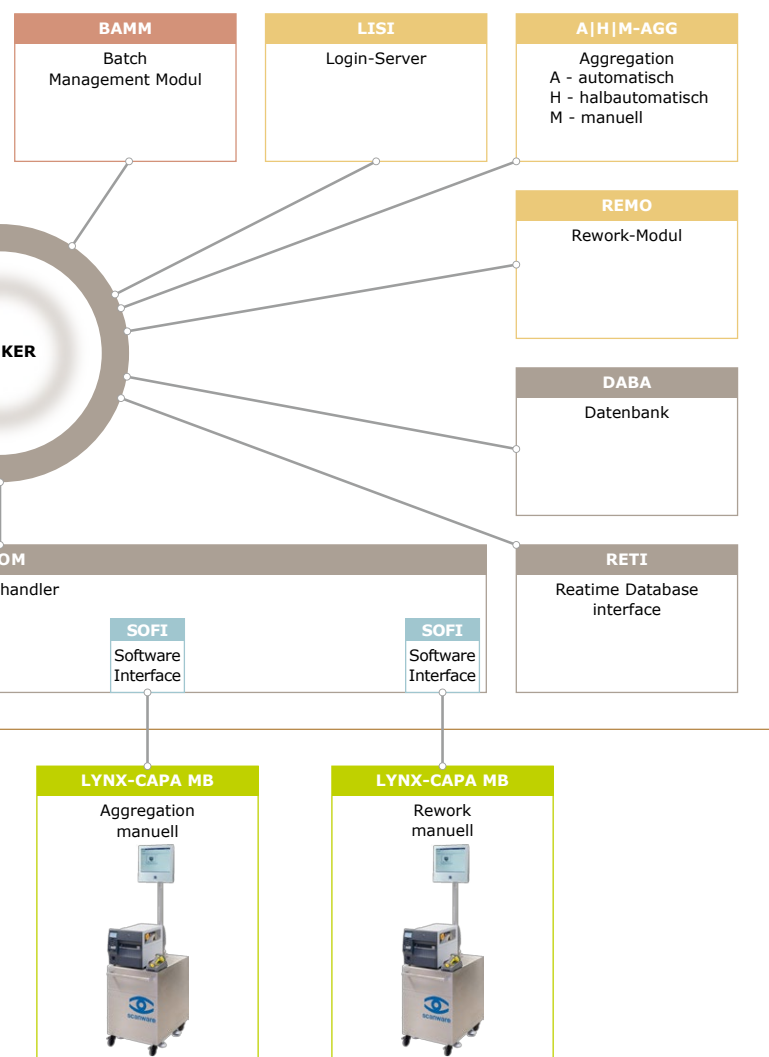 BAMM
Batch
Management Modul
LISI
Login-Server
A|H|M-AGG
Aggregation
A - automatisch
H - halbautomatisch
M - manuell
REMO
Rework-Modul
KER
DABA
Datenbank
OM
handler
SOFI
Software
Interface
SOFI
Software
Interface
RETI
Reatime Database
interface
LYNX-CAPA MB
Aggregation
manuell
scanware
LYNX-CAPA MB
Rework
manuell
scanware